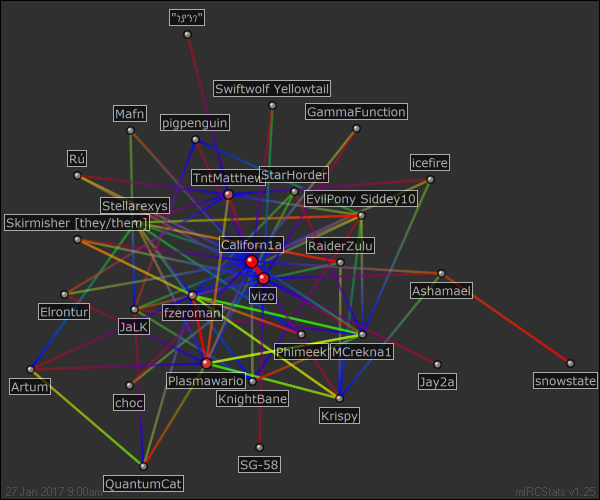 Swiftwolf Yellowtail
Mafn
GammaFunction
pigpenguin
Rú
icefire
TntMatthew
StarHorder
EvilPony Siddey10
Stellarexys
Skirmisher [they/them]
Californ1a
RaiderZulu
Ashamael
vizo
Elrontur
fzeroman
JaLK
Phimeek
MCrekna1
Artum
Plasmawario
Jay2a
snowstate
KnightBane
choc
Krispy
SG-58
QuantumCat
27 Jan 2017 9:00am
mIRCStats v1.25